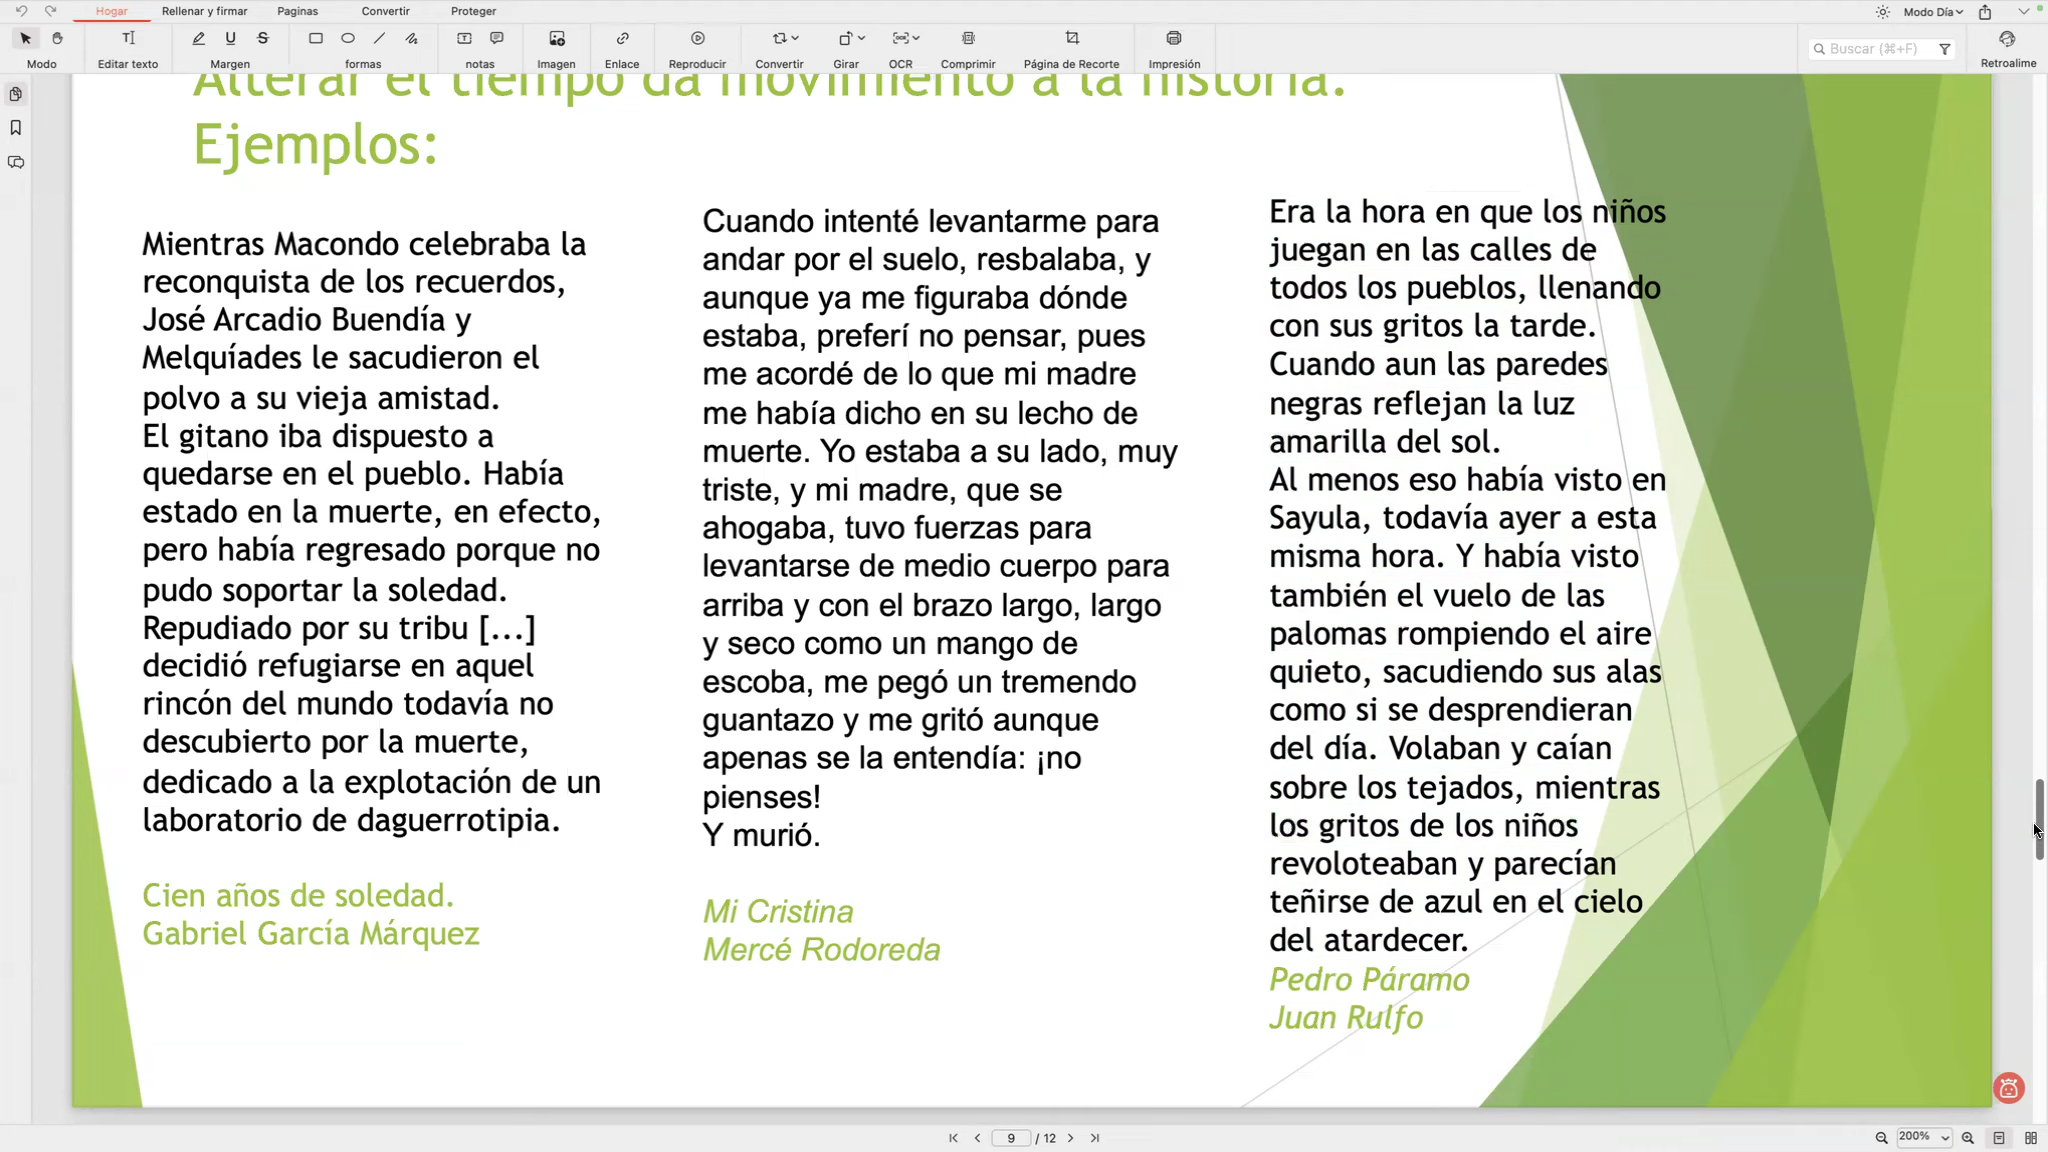 Hogar
Rellenar y firmar
Paginas
Convertir
Proteger
Modo Día
Modo
Editar texto
Margen
formas
notas
Imagen
Enlace
Reproducir
Convertir
Girar
OCR
Comprimir
Página de Recorte
Impresión
Buscar (⌘+F)
Retroalime
Alterar el tiempo da movimiento a la historia.
Ejemplos:
Mientras Macondo celebraba la
reconquista de los recuerdos,
José Arcadio Buendía y
Melquíades le sacudieron el
polvo a su vieja amistad.
El gitano iba dispuesto a
quedarse en el pueblo. Había
estado en la muerte, en efecto,
pero había regresado porque no
pudo soportar la soledad.
Repudiado por su tribu [...]
decidió refugiarse en aquel
rincón del mundo todavía no
descubierto por la muerte,
dedicado a la explotación de un
laboratorio de daguerrotipia.
Cien años de soledad.
Gabriel García Márquez
Cuando intenté levantarme para
andar por el suelo, resbalaba, y
aunque ya me figuraba dónde
estaba, preferí no pensar, pues
me acordé de lo que mi madre
me había dicho en su lecho de
muerte. Yo estaba a su lado, muy
triste, y mi madre, que se
ahogaba, tuvo fuerzas para
levantarse de medio cuerpo para
arriba y con el brazo largo, largo
y seco como un mango de
escoba, me pegó un tremendo
guantazo y me gritó aunque
apenas se la entendía: ¡no
pienses!
Y murió.
Mi Cristina
Mercé Rodoreda
Era la hora en que los niños
juegan en las calles de
todos los pueblos, llenando
con sus gritos la tarde.
Cuando aun las paredes
negras reflejan la luz
amarilla del sol.
Al menos eso había visto en
Sayula, todavía ayer a esta
misma hora. Y había visto
también el vuelo de las
palomas rompiendo el aire
quieto, sacudiendo sus alas
como si se desprendieran
del día. Volaban y caían
sobre los tejados, mientras
los gritos de los niños
revoloteaban y parecían
teñirse de azul en el cielo
del atardecer.
Pedro Páramo
Juan Rulfo
9 / 12
200%